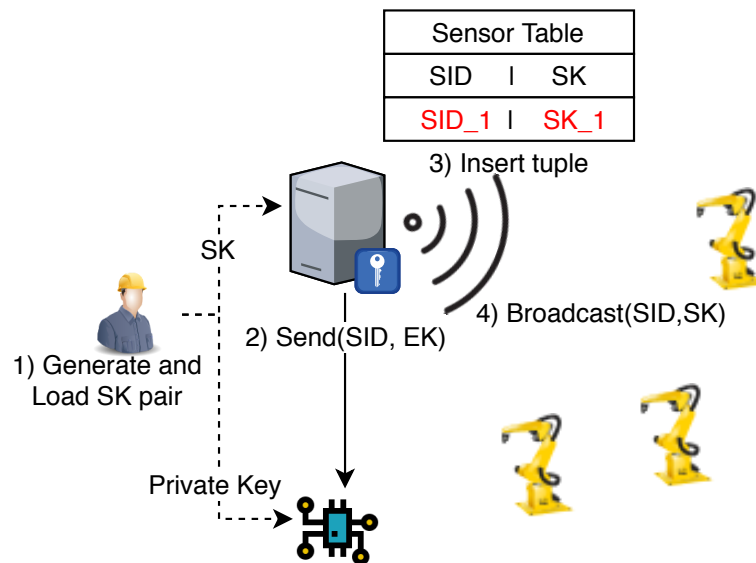 Sensor Table
SID | SK
SID_1 | SK_1
3) Insert tuple
SK
4) Broadcast(SID,SK)
2) Send(SID, EK)
1) Generate and
Load SK pair
Private Key